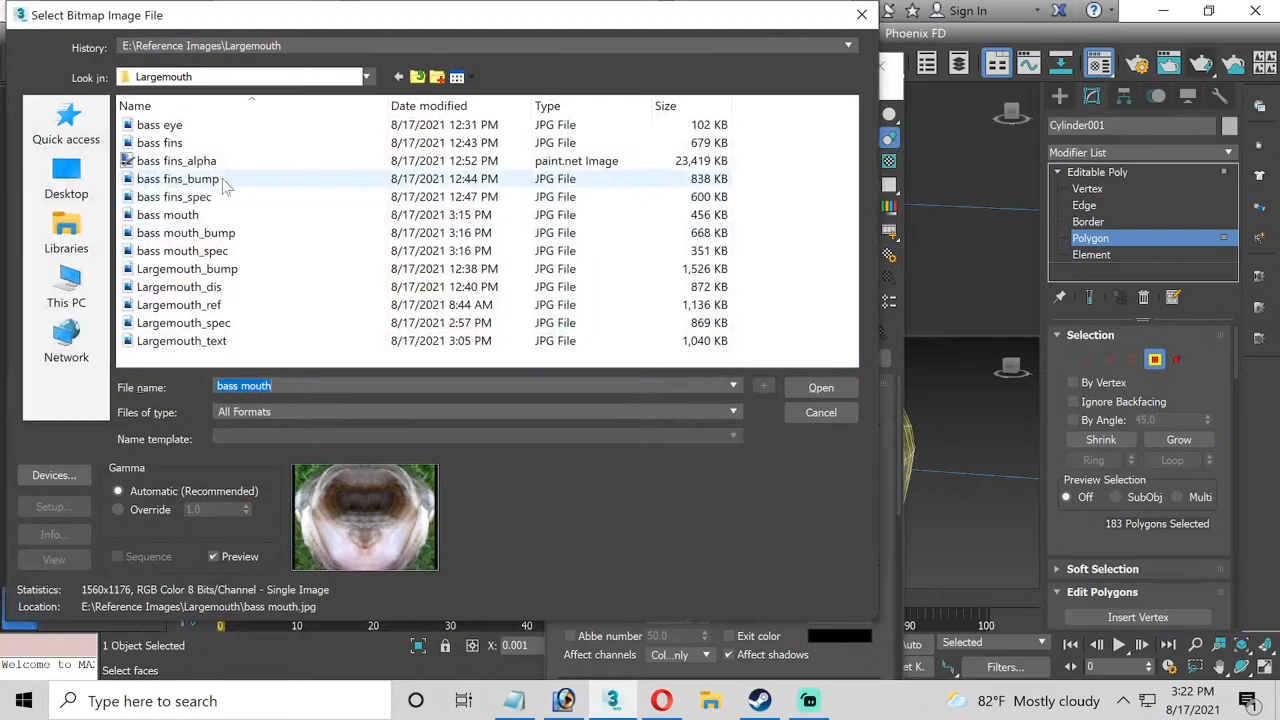 Select Bitmap Image File
Sign In
History: E:\Reference Images\Largemouth
Phoenix FD
Look in: Largemouth
Name Date modified Type Size
bass eye 8/17/2021 12:31 PM JPG File 102 KB
bass fins 8/17/2021 12:43 PM JPG File 679 KB
bass fins_alpha 8/17/2021 12:52 PM paint.net Image 23,419 KB
bass fins_bump 8/17/2021 12:44 PM JPG File 838 KB
bass fins_spec 8/17/2021 12:47 PM JPG File 600 KB
bass mouth 8/17/2021 3:15 PM JPG File 456 KB
bass mouth_bump 8/17/2021 3:16 PM JPG File 668 KB
bass mouth_spec 8/17/2021 3:16 PM JPG File 351 KB
Largemouth_bump 8/17/2021 12:38 PM JPG File 1,526 KB
Largemouth_dis 8/17/2021 12:40 PM JPG File 872 KB
Largemouth_ref 8/17/2021 8:44 AM JPG File 1,136 KB
Largemouth_spec 8/17/2021 2:57 PM JPG File 869 KB
Largemouth_text 8/17/2021 3:05 PM JPG File 1,040 KB
Quick access
Desktop
Libraries
This PC
Network
File name: bass mouth Open
Files of type: All Formats Cancel
Name template:
Devices...
Setup...
Info...
View
Gamma
Automatic (Recommended)
Override 1.0
Sequence Preview
Statistics: 1560x1176, RGB Color 8 Bits/Channel - Single Image
Location: E:\Reference Images\Largemouth\bass mouth.jpg
Cylinder001
Modifier List
Editable Poly
Vertex
Edge
Border
Polygon
Element
Selection
By Vertex
Ignore Backfacing
By Angle: 45.0
Shrink Grow
Ring Loop
Preview Selection
Off SubObj Multi
183 Polygons Selected
Soft Selection
Edit Polygons
Insert Vertex
0 10 20 30 40 90 100
Abbe number 50.0 Exit color
Affect channels Col...nly Affect shadows
1 Object Selected X: 0.001
Welcome to MA
Select faces
Auto Selected
et K. Filters... 0
Type here to search
82°F Mostly cloudy
3:22 PM
8/17/2021
1